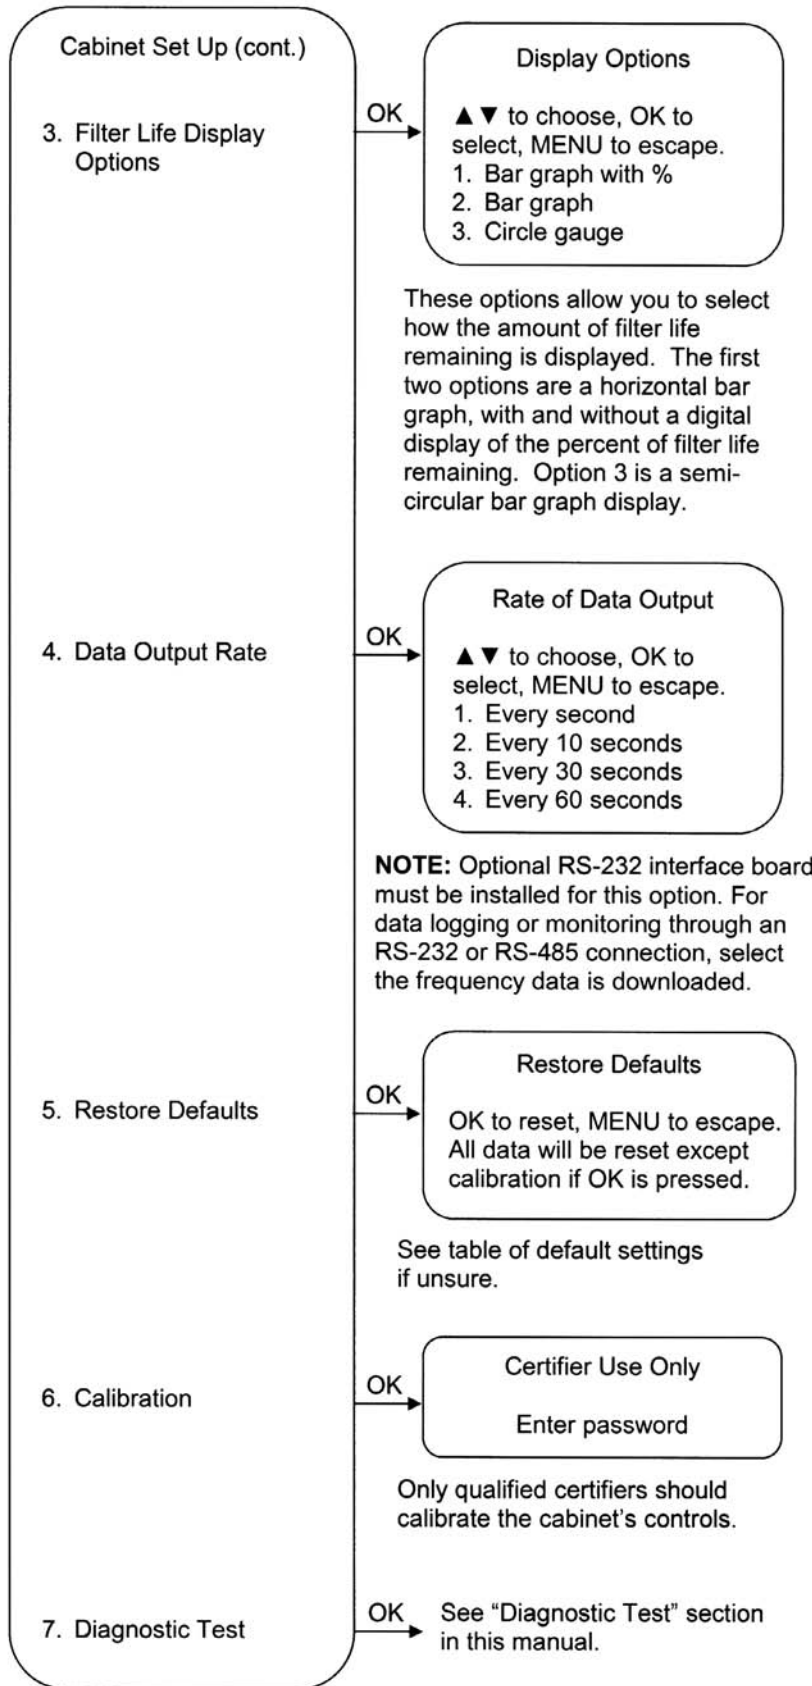 Cabinet Set Up (cont.)
3. Filter Life Display
Options
OK
Display Options
▲▼ to choose, OK to
select, MENU to escape.
1. Bar graph with %
2. Bar graph
3. Circle gauge
These options allow you to select
how the amount of filter life
remaining is displayed. The first
two options are a horizontal bar
graph, with and without a digital
display of the percent of filter life
remaining. Option 3 is a semi-
circular bar graph display.
4. Data Output Rate
OK
Rate of Data Output
▲▼ to choose, OK to
select, MENU to escape.
1. Every second
2. Every 10 seconds
3. Every 30 seconds
4. Every 60 seconds
NOTE: Optional RS-232 interface board
must be installed for this option. For
data logging or monitoring through an
RS-232 or RS-485 connection, select
the frequency data is downloaded.
5. Restore Defaults
OK
Restore Defaults
OK to reset, MENU to escape.
All data will be reset except
calibration if OK is pressed.
See table of default settings
if unsure.
6. Calibration
OK
Certifier Use Only
Enter password
Only qualified certifiers should
calibrate the cabinet's controls.
7. Diagnostic Test
OK
See “Diagnostic Test” section
in this manual.